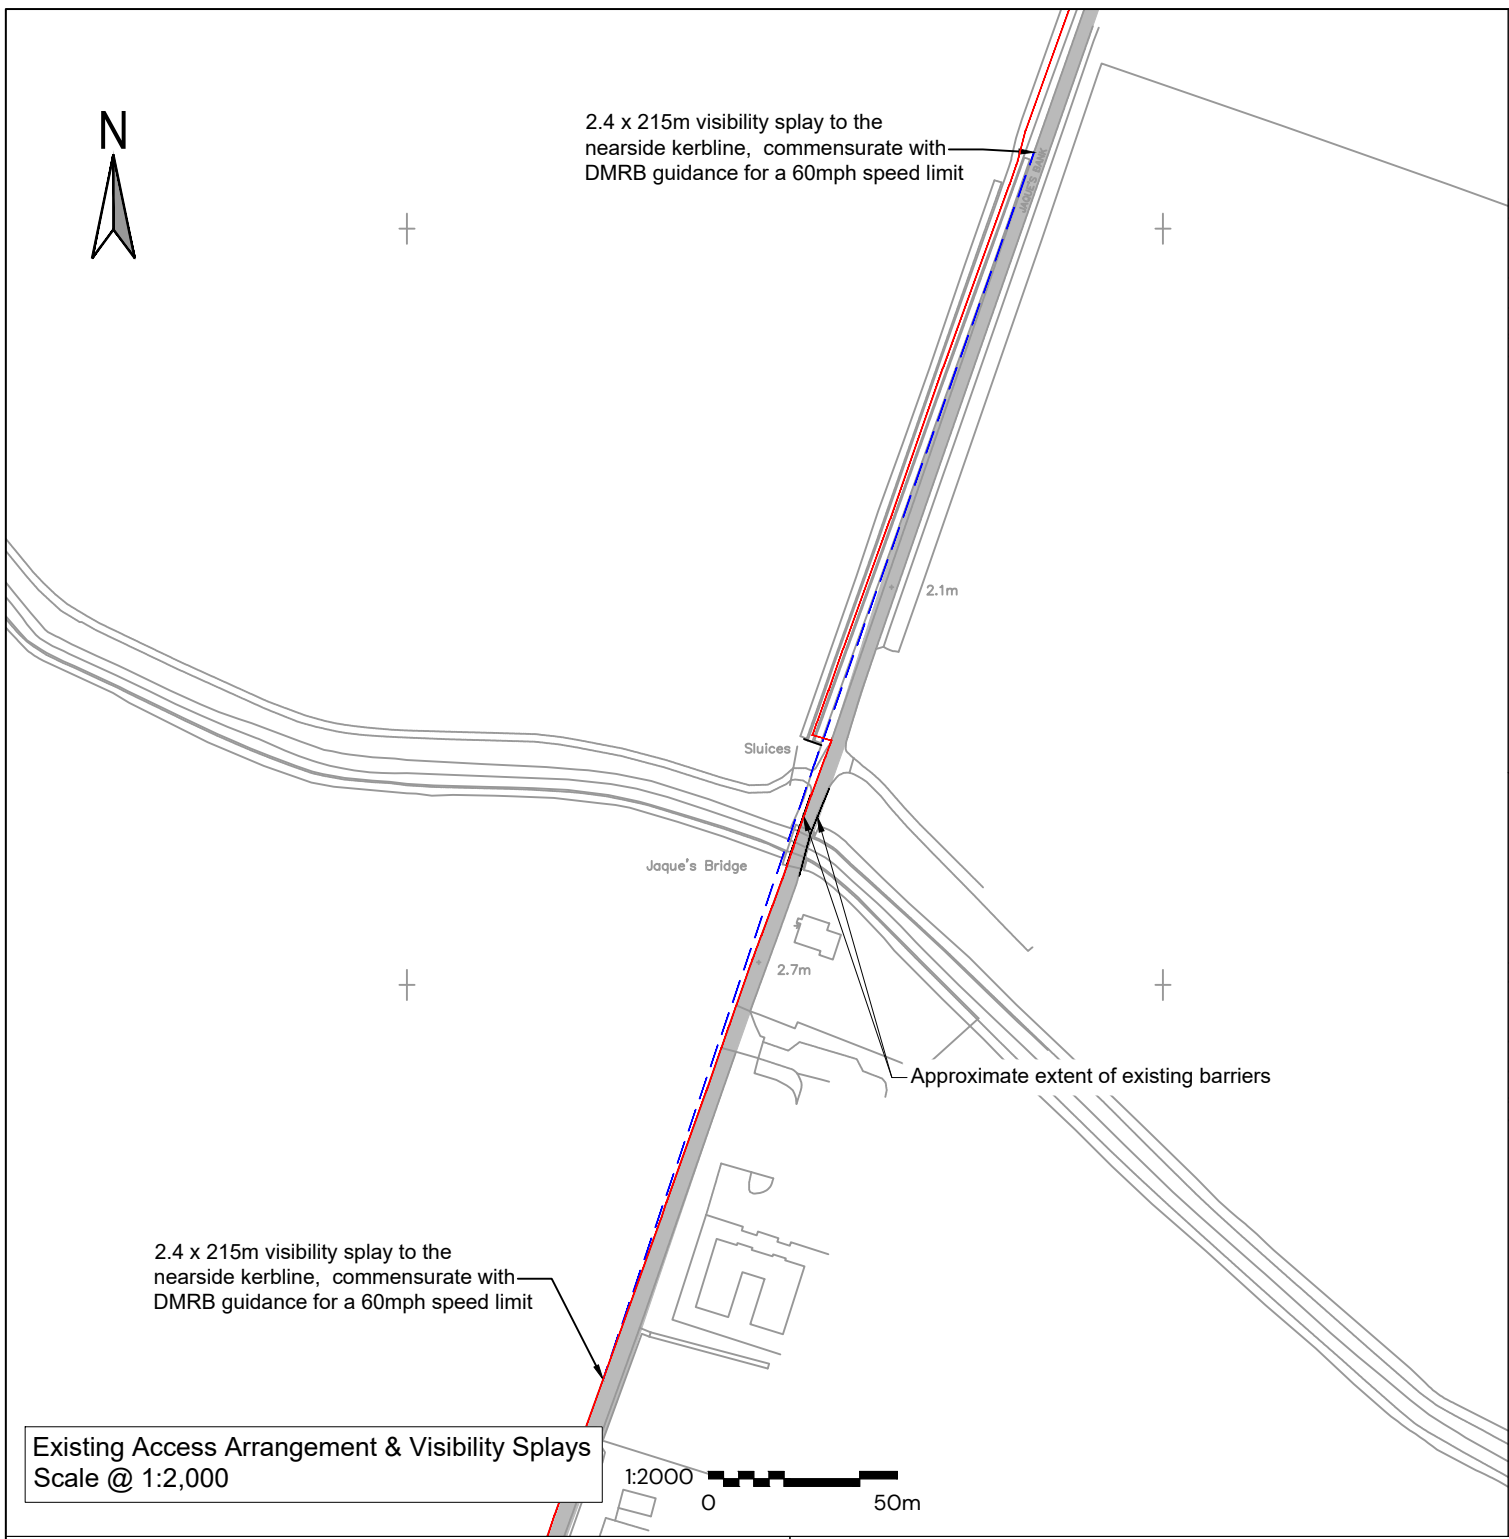 N
2.4 x 215m visibility splay to the
nearside kerbline, commensurate with
DMRB guidance for a 60mph speed limit
JAQUE'S BANK
2.1m
Sluices
Jaque's Bridge
2.7m
Approximate extent of existing barriers
2.4 x 215m visibility splay to the
nearside kerbline, commensurate with
DMRB guidance for a 60mph speed limit
Existing Access Arrangement & Visibility Splays
Scale @ 1:2,000
1:2000
0 50m